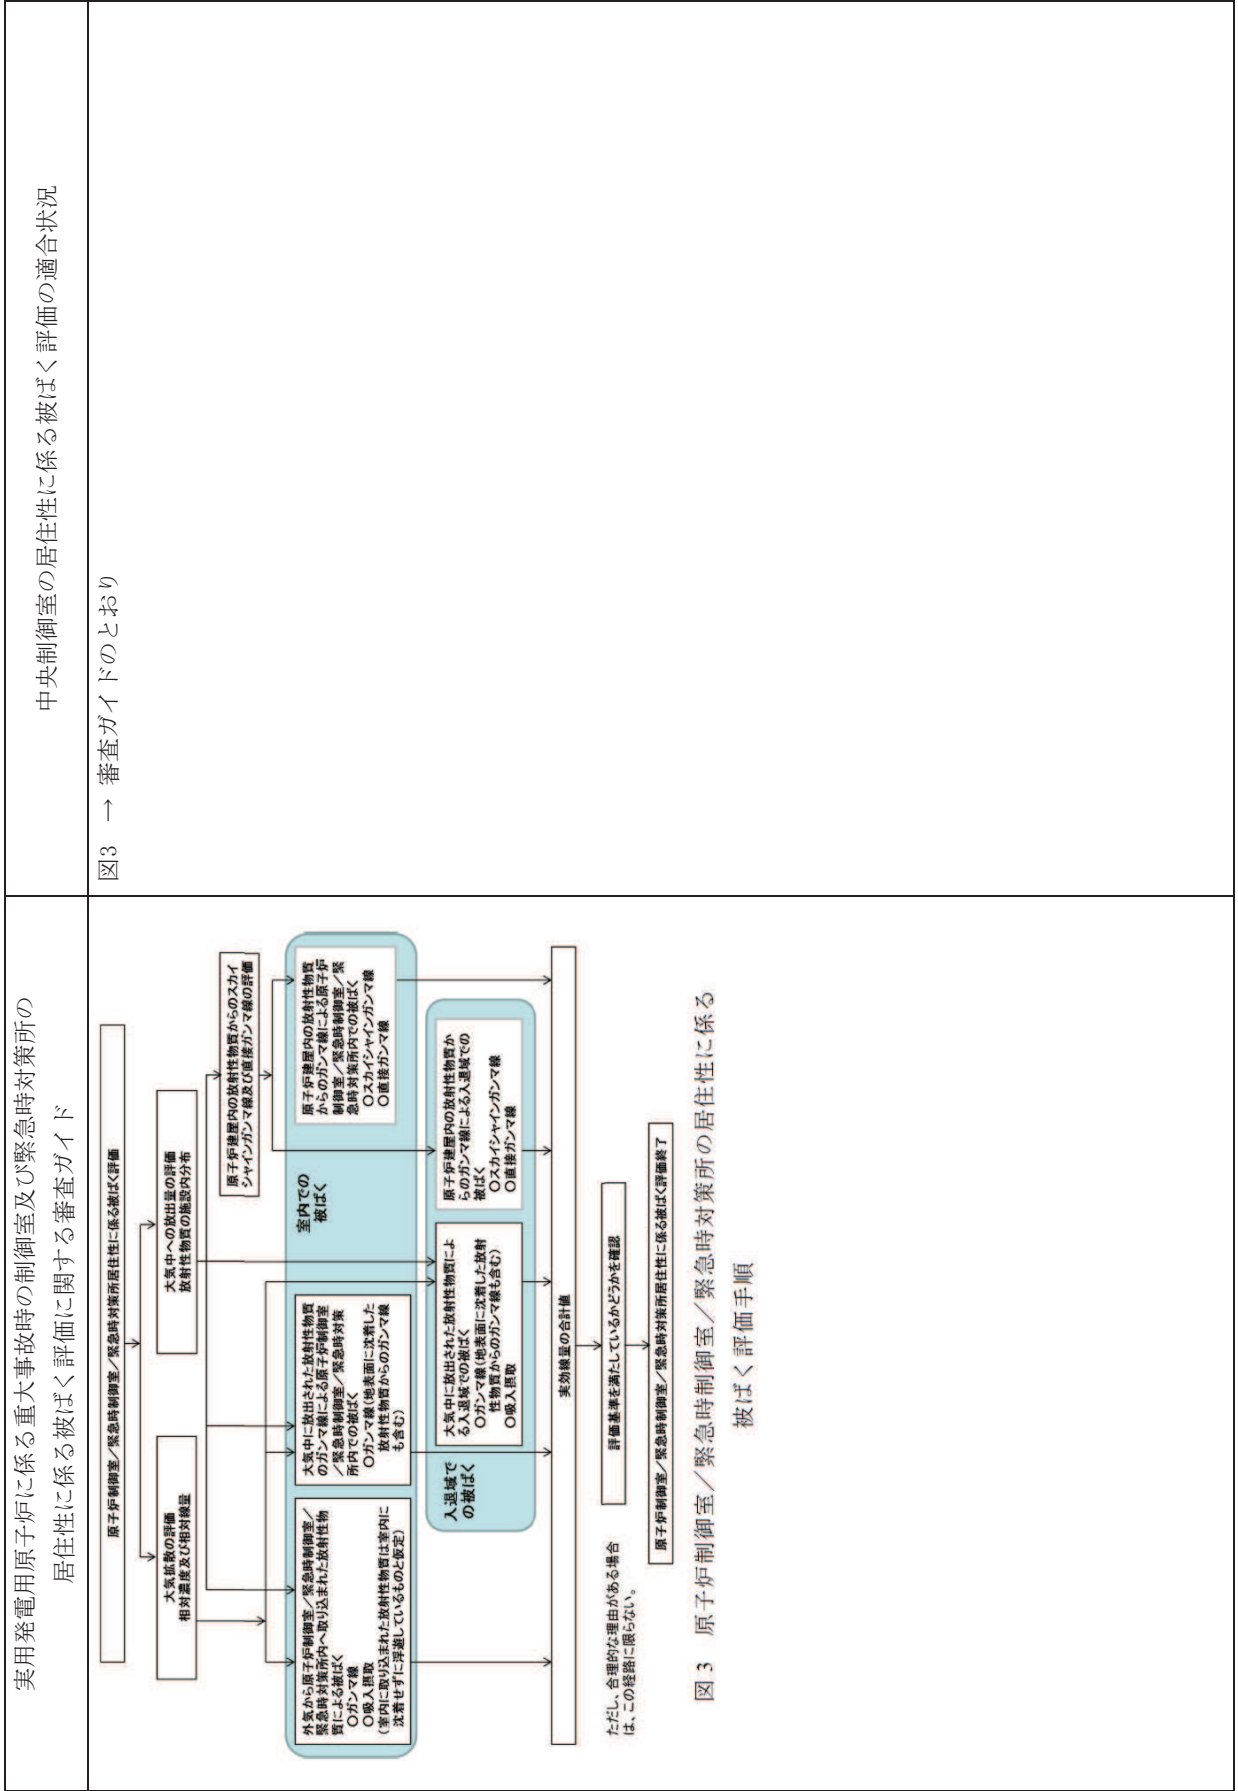 実用発電用原子炉に係る重大事故時の制御室及び緊急時対策所の
居住性に係る被ばく評価に関する審査ガイド
中央制御室の居住性に係る被ばく評価の適合状況
原子炉制御室／緊急時制御室／緊急時対策所居住性に係る被ばく評価
大気拡散の評価
相対濃度及び相対線量
大気中への放出量の評価
放射性物質の施設内分布
原子炉建屋内の放射性物質からのスカイ
シャインガンマ線及び直接ガンマ線の評価
室内での
被ばく
外気から原子炉制御室／緊急時制御室／
緊急時対策所内へ取り込まれた放射性物
質による被ばく
○ガンマ線
○吸入摂取
（室内に取り込まれた放射性物質は室内に
沈着せずに浮遊しているものと仮定）
大気中に放出された放射性物質
のガンマ線による原子炉制御室
／緊急時制御室／緊急時対策
所内での被ばく
○ガンマ線（地表面に沈着した
放射性物質からのガンマ線
も含む）
原子炉建屋内の放射性物質
からのガンマ線による原子炉
制御室／緊急時制御室／緊
急時対策所内での被ばく
○スカイシャインガンマ線
○直接ガンマ線
入退域で
の被ばく
大気中に放出された放射性物質によ
る入退域での被ばく
○ガンマ線（地表面に沈着した放射
性物質からのガンマ線も含む）
○吸入摂取
原子炉建屋内の放射性物質か
らのガンマ線による入退域での
被ばく
○スカイシャインガンマ線
○直接ガンマ線
実効線量の合計値
ただし、合理的な理由がある場合
は、この経路に限らない。
評価基準を満たしているかどうかを確認
原子炉制御室／緊急時制御室／緊急時対策所居住性に係る被ばく評価終了
図 3　原子炉制御室／緊急時制御室／緊急時対策所の居住性に係る
被ばく評価手順
図3　→ 審査ガイドのとおり